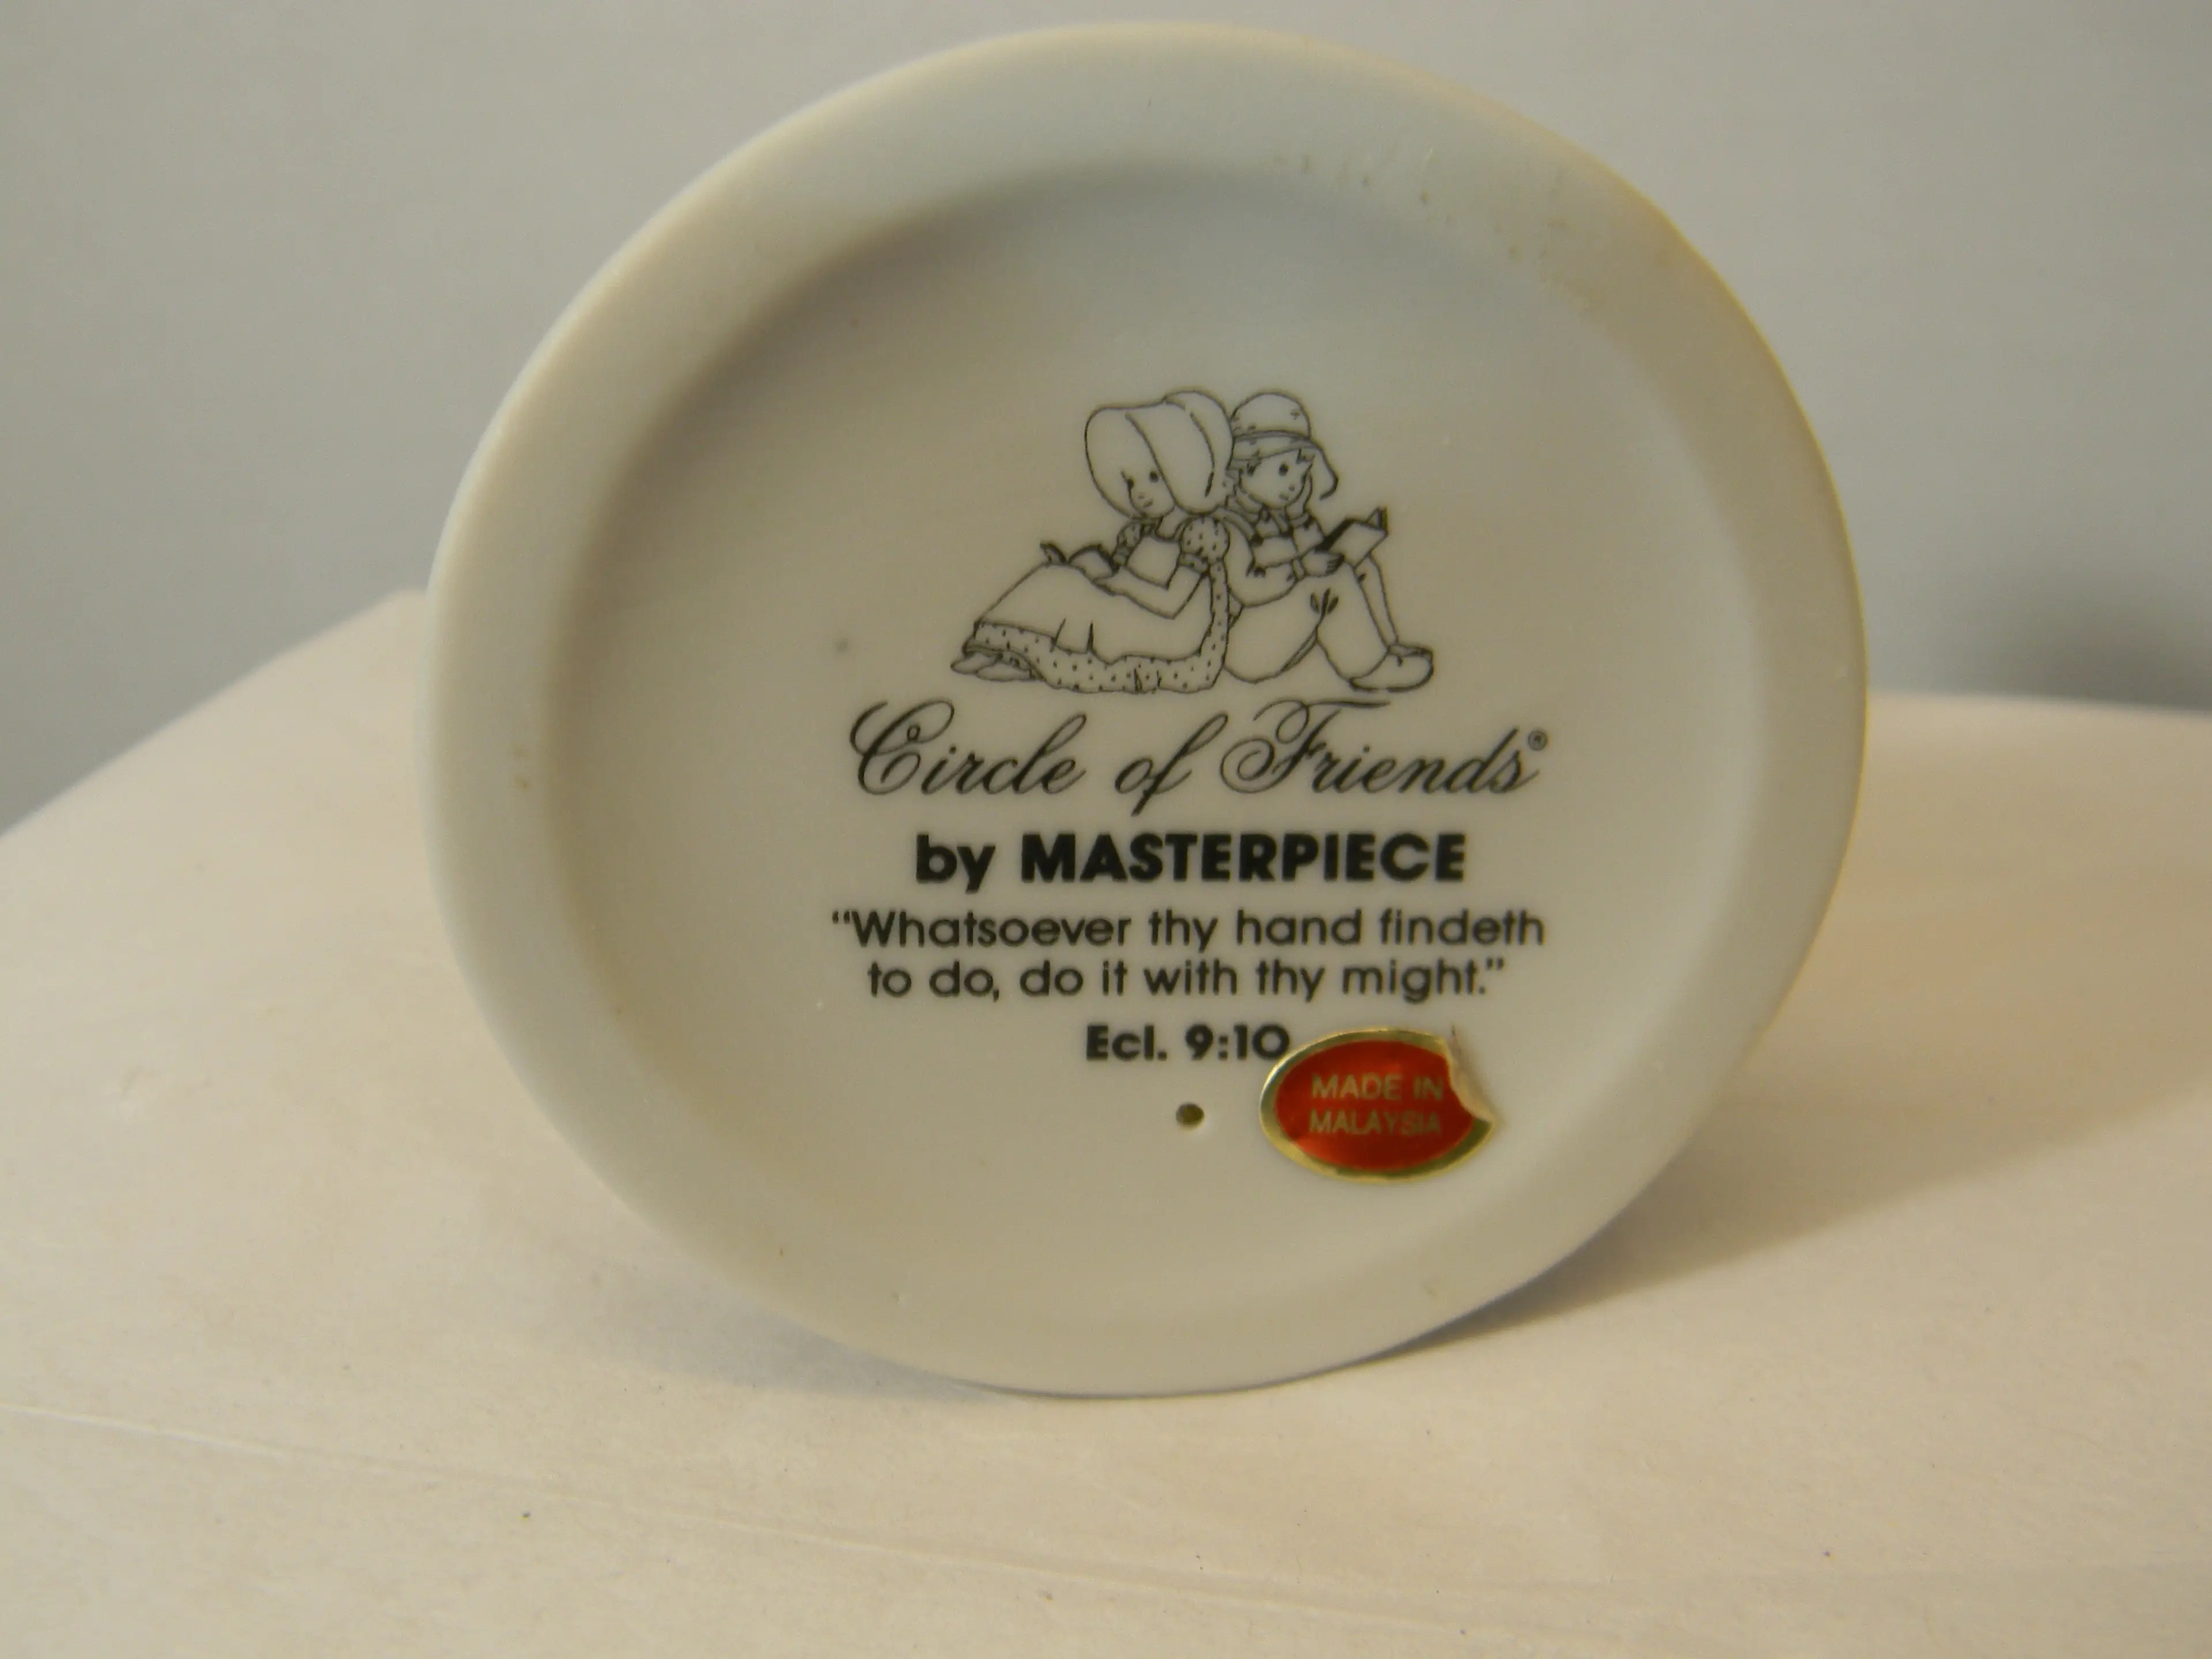 Circle of Friends®
by MASTERPIECE
“Whatsoever thy hand findeth
to do, do it with thy might.”
Ecl. 9:10
MADE IN
MALAYSIA